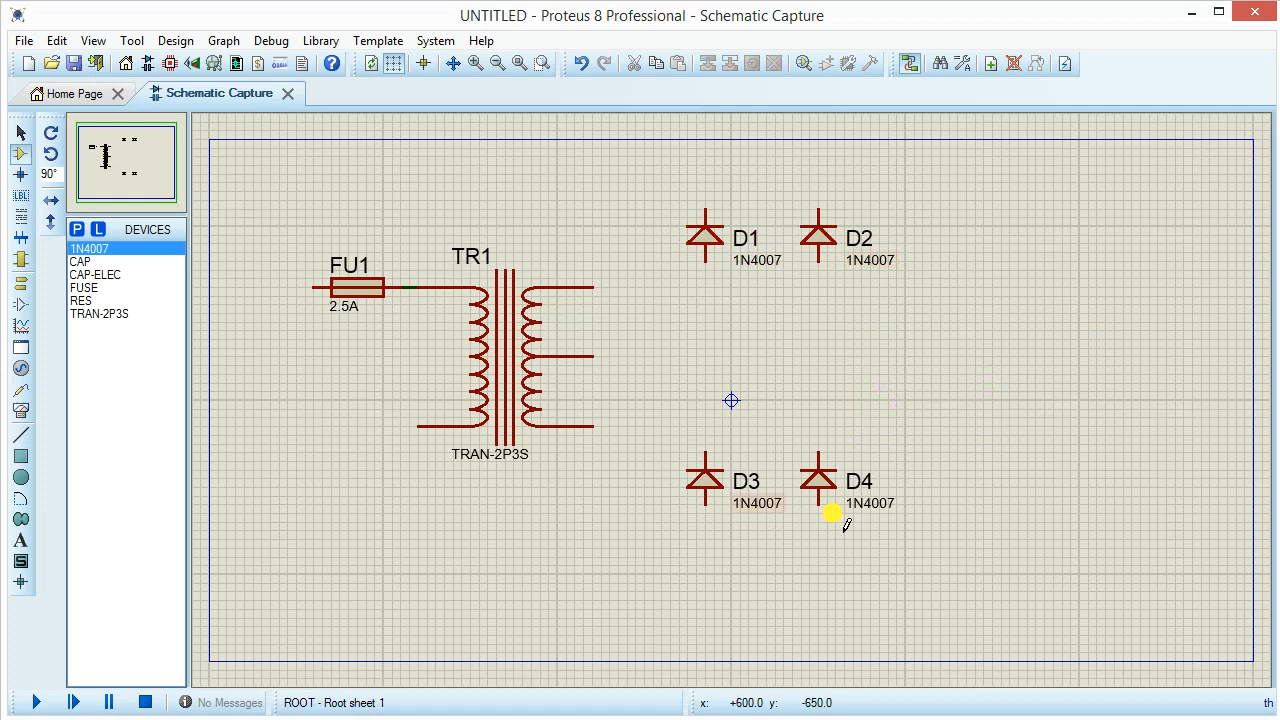 UNTITLED - Proteus 8 Professional - Schematic Capture
File Edit View Tool Design Graph Debug Library Template System Help
Home Page
Schematic Capture
90°
LBL
P L DEVICES
1N4007
CAP
CAP-ELEC
FUSE
RES
TRAN-2P3S
A
S
FU1
2.5A
TR1
TRAN-2P3S
D1
1N4007
D2
1N4007
D3
1N4007
D4
1N4007
No Messages
ROOT - Root sheet 1
x: +600.0 y: -650.0
th